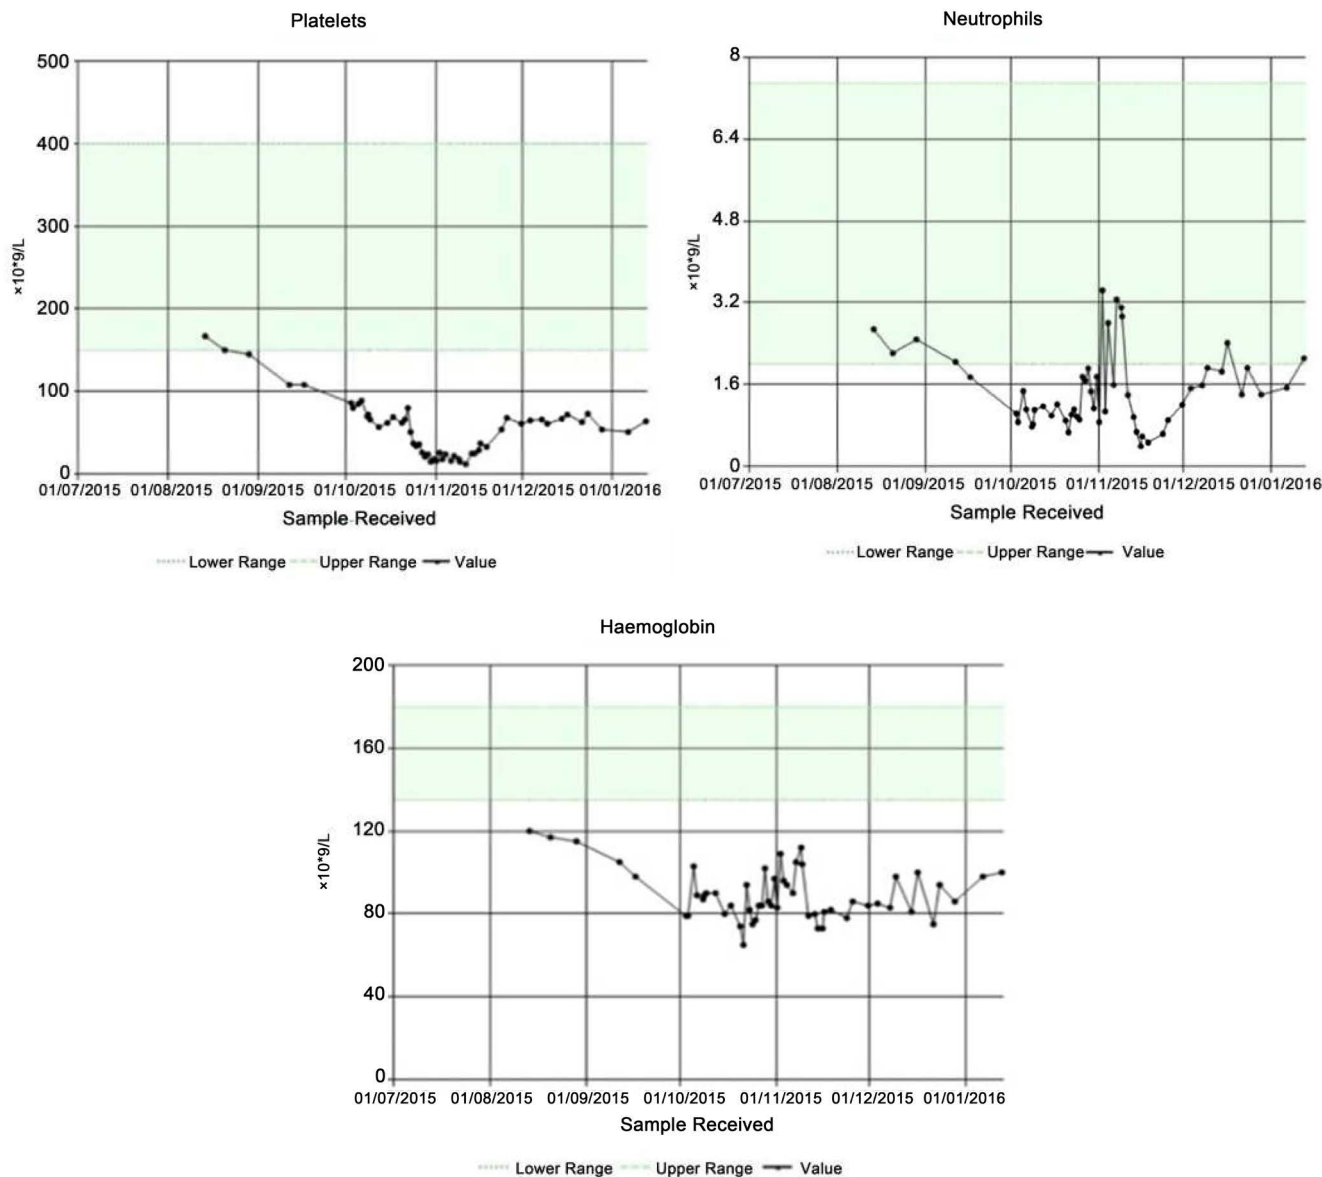 Platelets
500
400
300
200
100
0
×10*9/L
01/07/2015 01/08/2015 01/09/2015 01/10/2015 01/11/2015 01/12/2015 01/01/2016
Sample Received
Lower Range Upper Range Value
Neutrophils
8
6.4
4.8
3.2
1.6
0
×10*9/L
01/07/2015 01/08/2015 01/09/2015 01/10/2015 01/11/2015 01/12/2015 01/01/2016
Sample Received
Lower Range Upper Range Value
Haemoglobin
200
160
120
80
40
0
×10*9/L
01/07/2015 01/08/2015 01/09/2015 01/10/2015 01/11/2015 01/12/2015 01/01/2016
Sample Received
Lower Range Upper Range Value